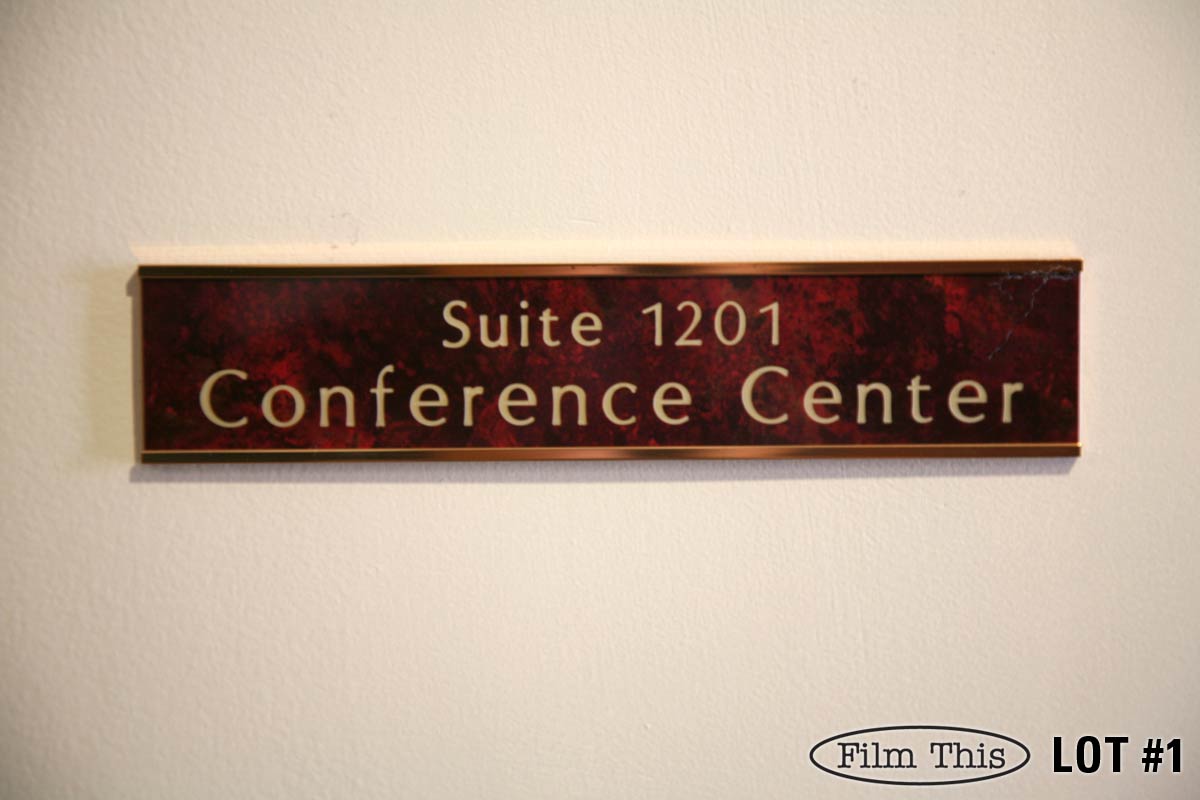 Suite 1201
Conference Center
Film This LOT #1